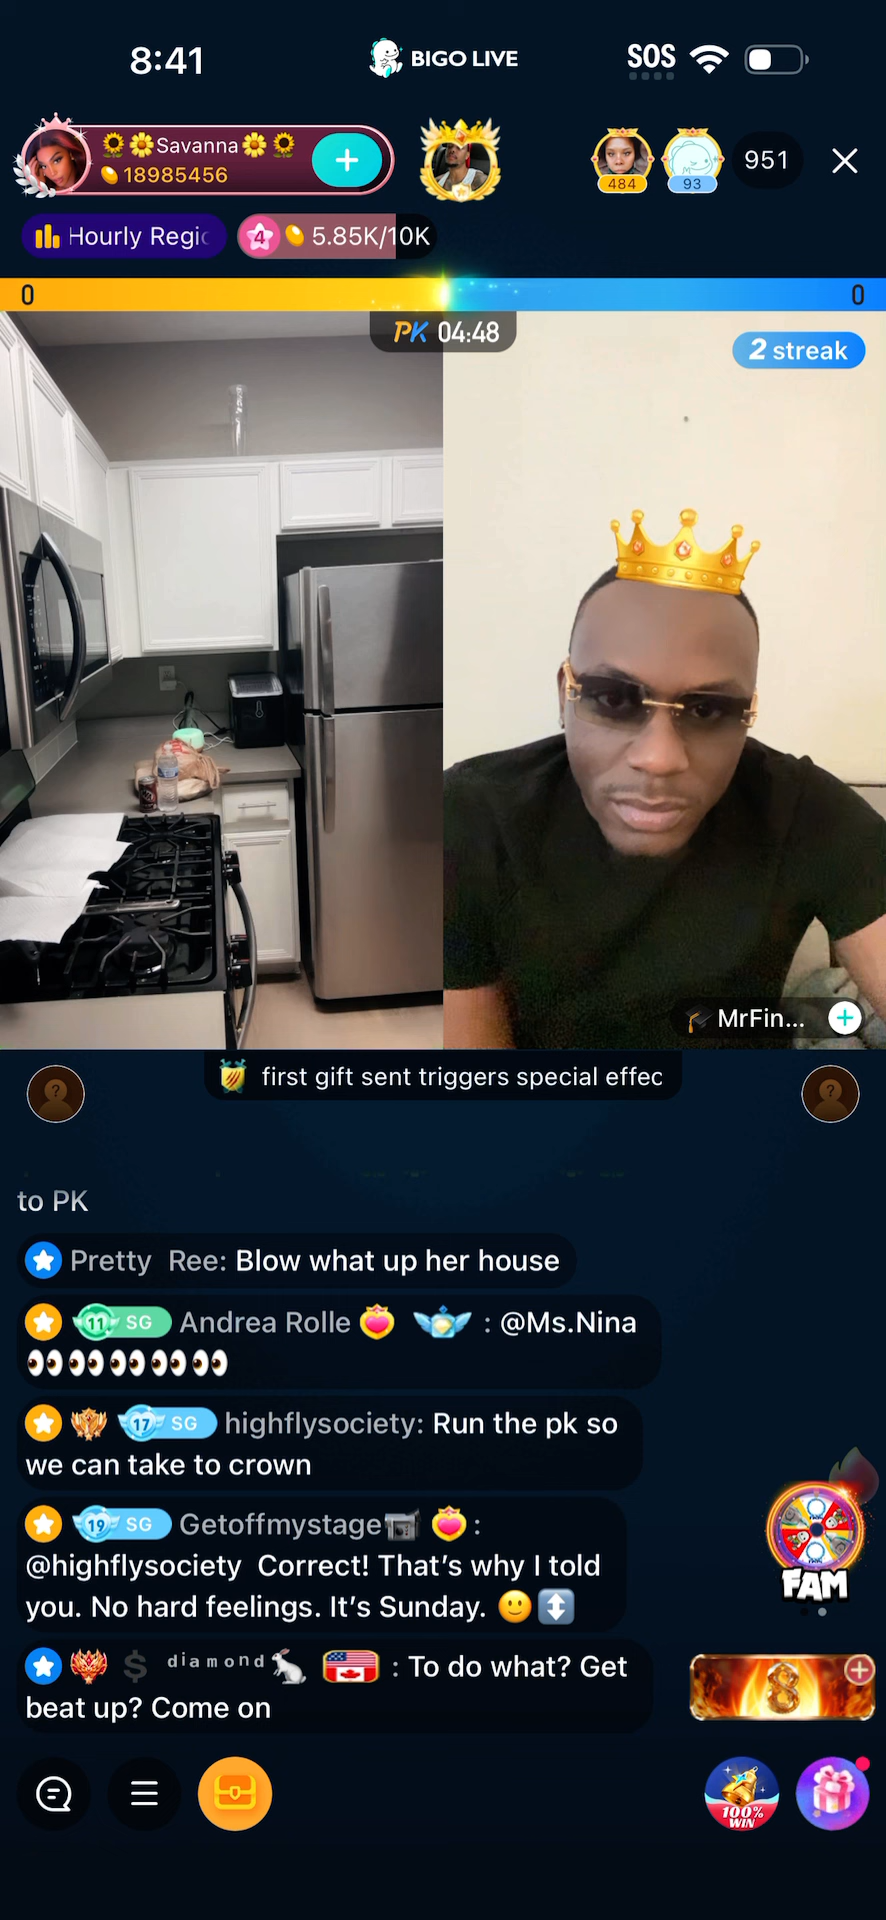 8:41
BIGO LIVE
SOS
🌻🌼Savanna🌼🌻
18985456
484
93
951
Hourly Regi
4
5.85K/10K
0
0
PK 04:48
2 streak
MrFin...
first gift sent triggers special effec
to PK
Pretty Ree: Blow what up her house
11 SG Andrea Rolle : @Ms.Nina
👀👀👀👀👀
17 SG highflysociety: Run the pk so
we can take to crown
19 SG Getoffmystage :
@highflysociety Correct! That's why I told
you. No hard feelings. It's Sunday. 🙂↕️
FAM
💲 ᵈⁱᵃᵐᵒⁿᵈ🐇 : To do what? Get
beat up? Come on
8
100%
WIN